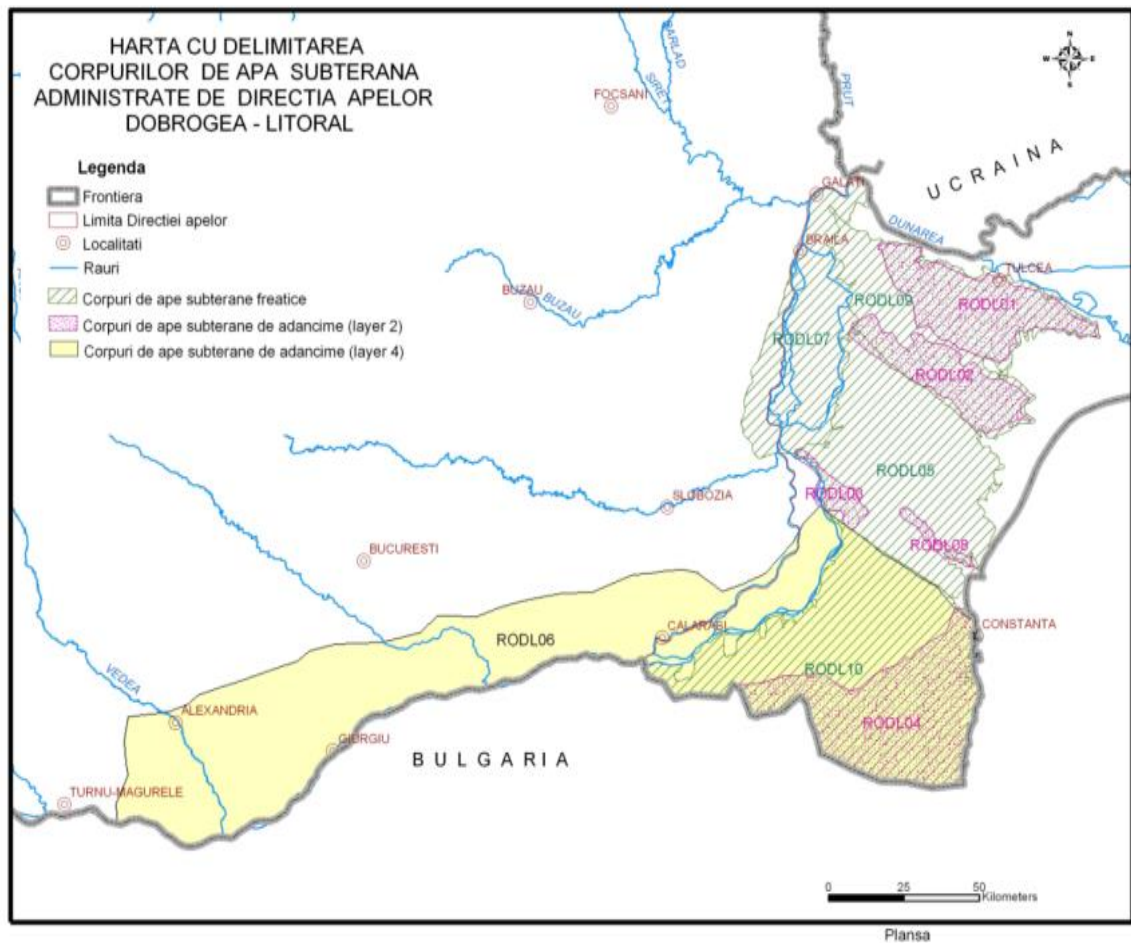 HARTA CU DELIMITAREA
CORPURILOR DE APA SUBTERANA
ADMINISTRATE DE DIRECTIA APELOR
DOBROGEA - LITORAL
Legenda
Frontiera
Limita Directiei apelor
Localitati
Rauri
Corpuri de ape subterane freatice
Corpuri de ape subterane de adancime (layer 2)
Corpuri de ape subterane de adancime (layer 4)
N
W
E
S
BARLAD
SIRET
PRUT
FOCSANI
UCRAINA
GALATI
DUNAREA
BRAILA
TULCEA
BUZAU
BUZAU
RODL09
RODL01
RODL07
RODL02
RODL05
SLOBOZIA
RODL03
RODL08
BUCURESTI
CALARASI
CONSTANTA
RODL06
RODL10
VEDEA
ALEXANDRIA
RODL04
GIURGIU
BULGARIA
TURNU-MAGURELE
0 25 50
Kilometers
Plansa